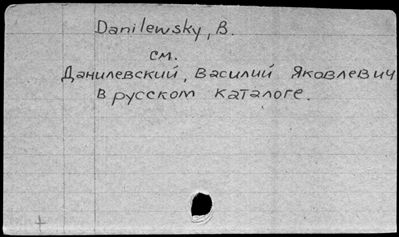 Danilewsky, B.
см.
Данилевский, Василий Яковлевич
в русском каталоге.